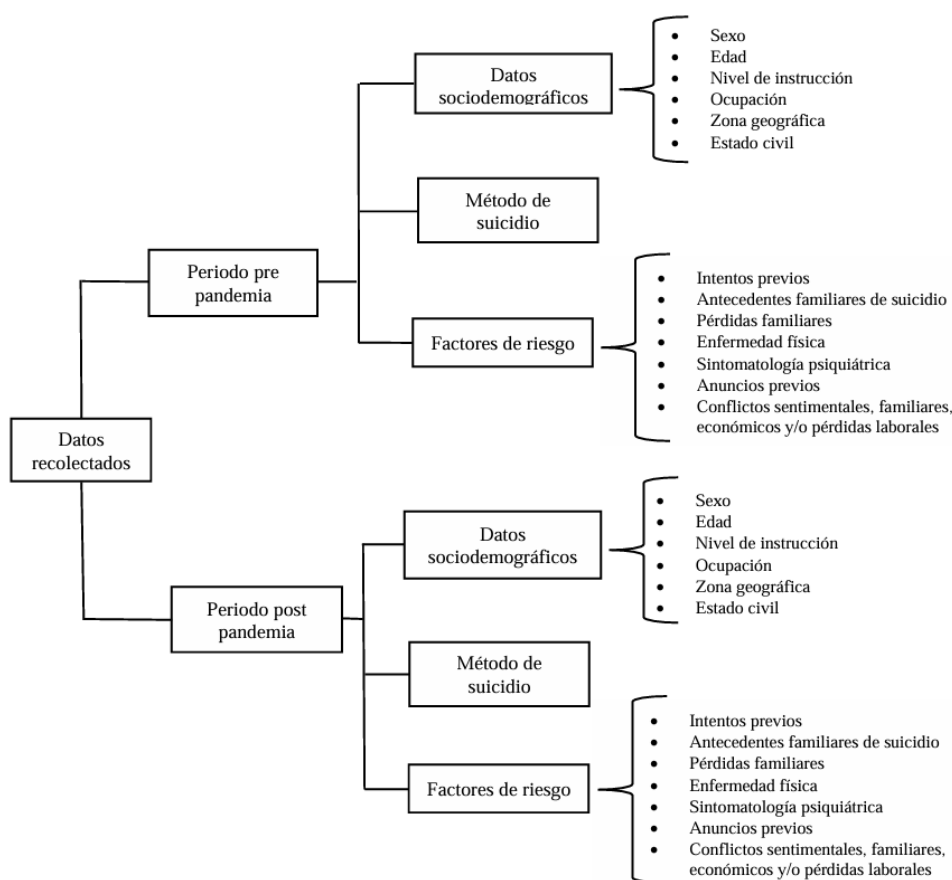 Datos
recolectados
Periodo pre
pandemia
Datos
sociodemográficos
• Sexo
• Edad
• Nivel de instrucción
• Ocupación
• Zona geográfica
• Estado civil
Método de
suicidio
Factores de riesgo
• Intentos previos
• Antecedentes familiares de suicidio
• Pérdidas familiares
• Enfermedad física
• Sintomatología psiquiátrica
• Anuncios previos
• Conflictos sentimentales, familiares,
económicos y/o pérdidas laborales
Periodo post
pandemia
Datos
sociodemográficos
• Sexo
• Edad
• Nivel de instrucción
• Ocupación
• Zona geográfica
• Estado civil
Método de
suicidio
Factores de riesgo
• Intentos previos
• Antecedentes familiares de suicidio
• Pérdidas familiares
• Enfermedad física
• Sintomatología psiquiátrica
• Anuncios previos
• Conflictos sentimentales, familiares,
económicos y/o pérdidas laborales